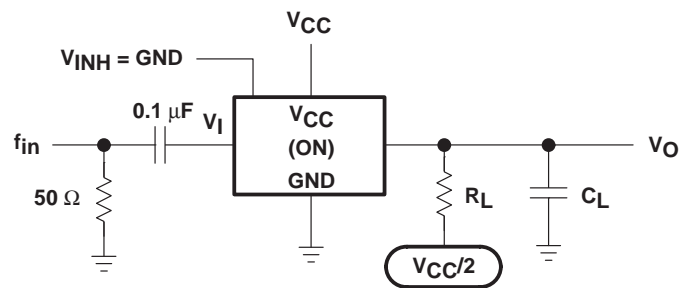 VCC
VINH = GND
0.1 μF
VI
VCC
(ON)
GND
fin
50 Ω
VO
RL
CL
VCC/2